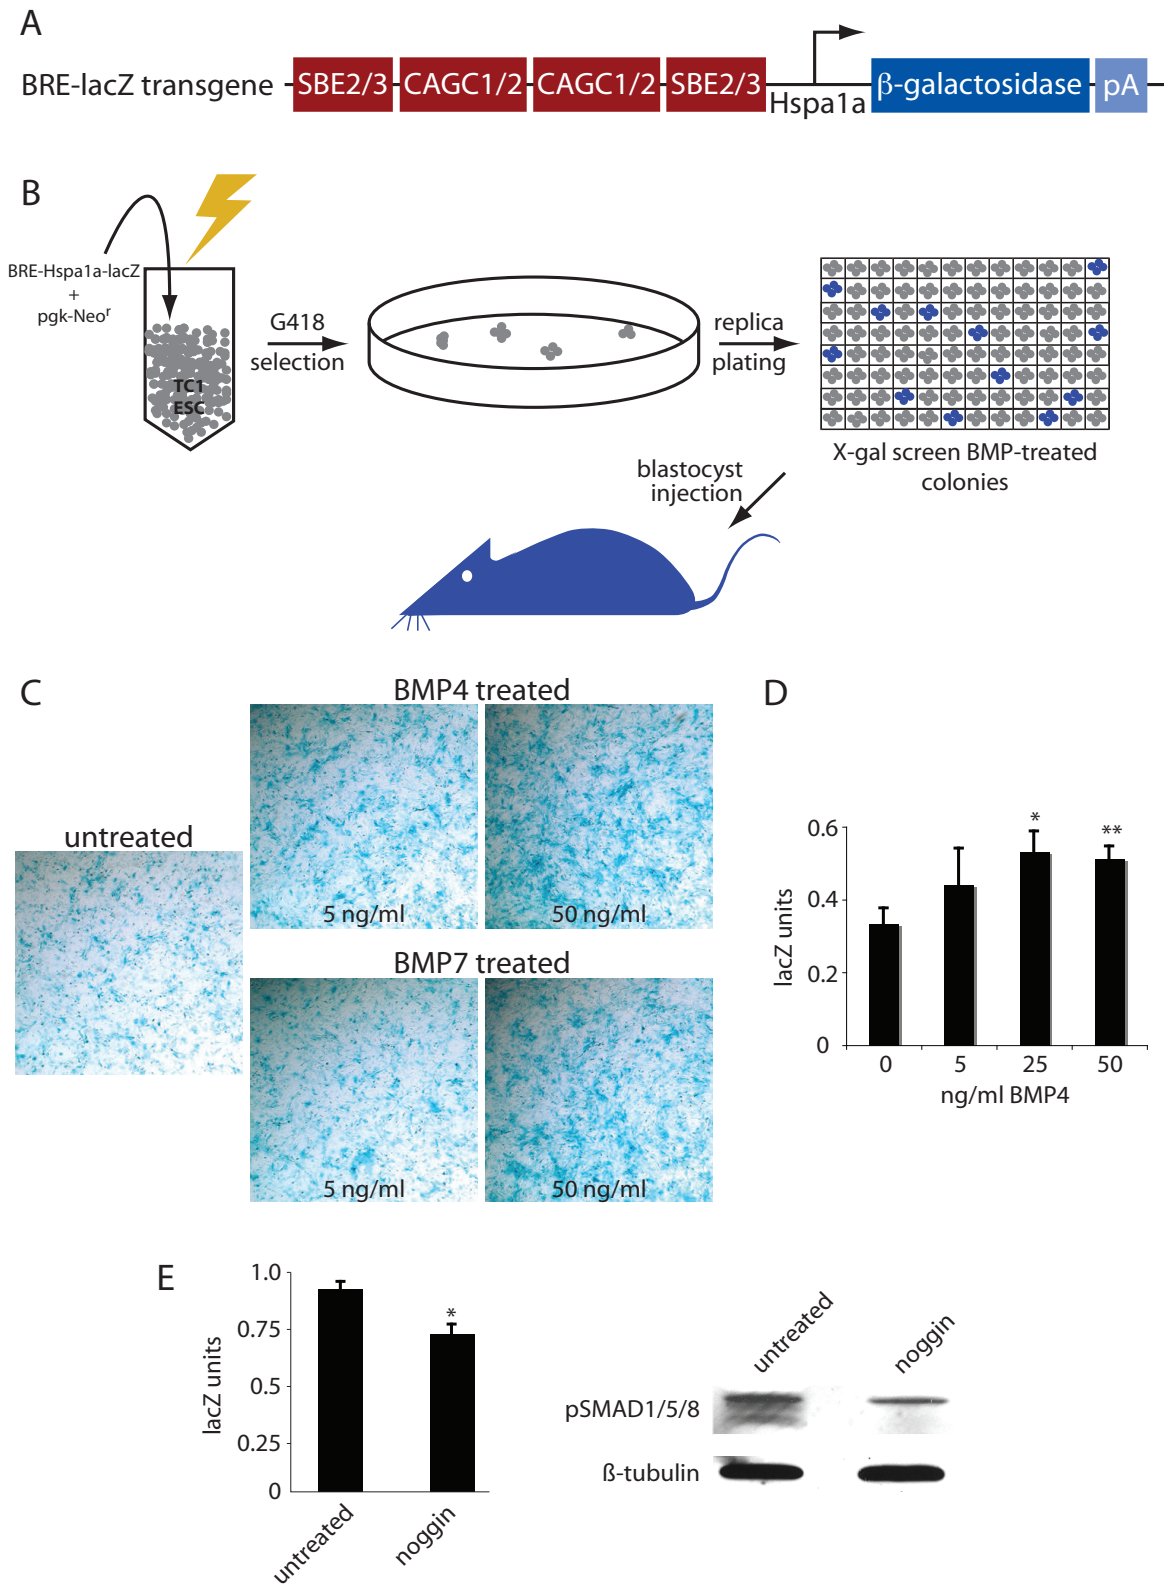 A
BRE-lacZ transgene
SBE2/3 CAGC1/2 CAGC1/2 SBE2/3
Hspa1a
β-galactosidase
pA
B
BRE-Hspa1a-lacZ
+
pgk-Neoʳ
TC1
ESC
G418
selection
replica
plating
X-gal screen BMP-treated
colonies
blastocyst
injection
C
BMP4 treated
untreated
5 ng/ml
50 ng/ml
BMP7 treated
5 ng/ml
50 ng/ml
D
lacZ units
0.6
0.4
0.2
0
*
**
0 5 25 50
ng/ml BMP4
E
lacZ units
1.0
0.75
0.5
0.25
0
*
untreated
noggin
untreated
noggin
pSMAD1/5/8
ß-tubulin